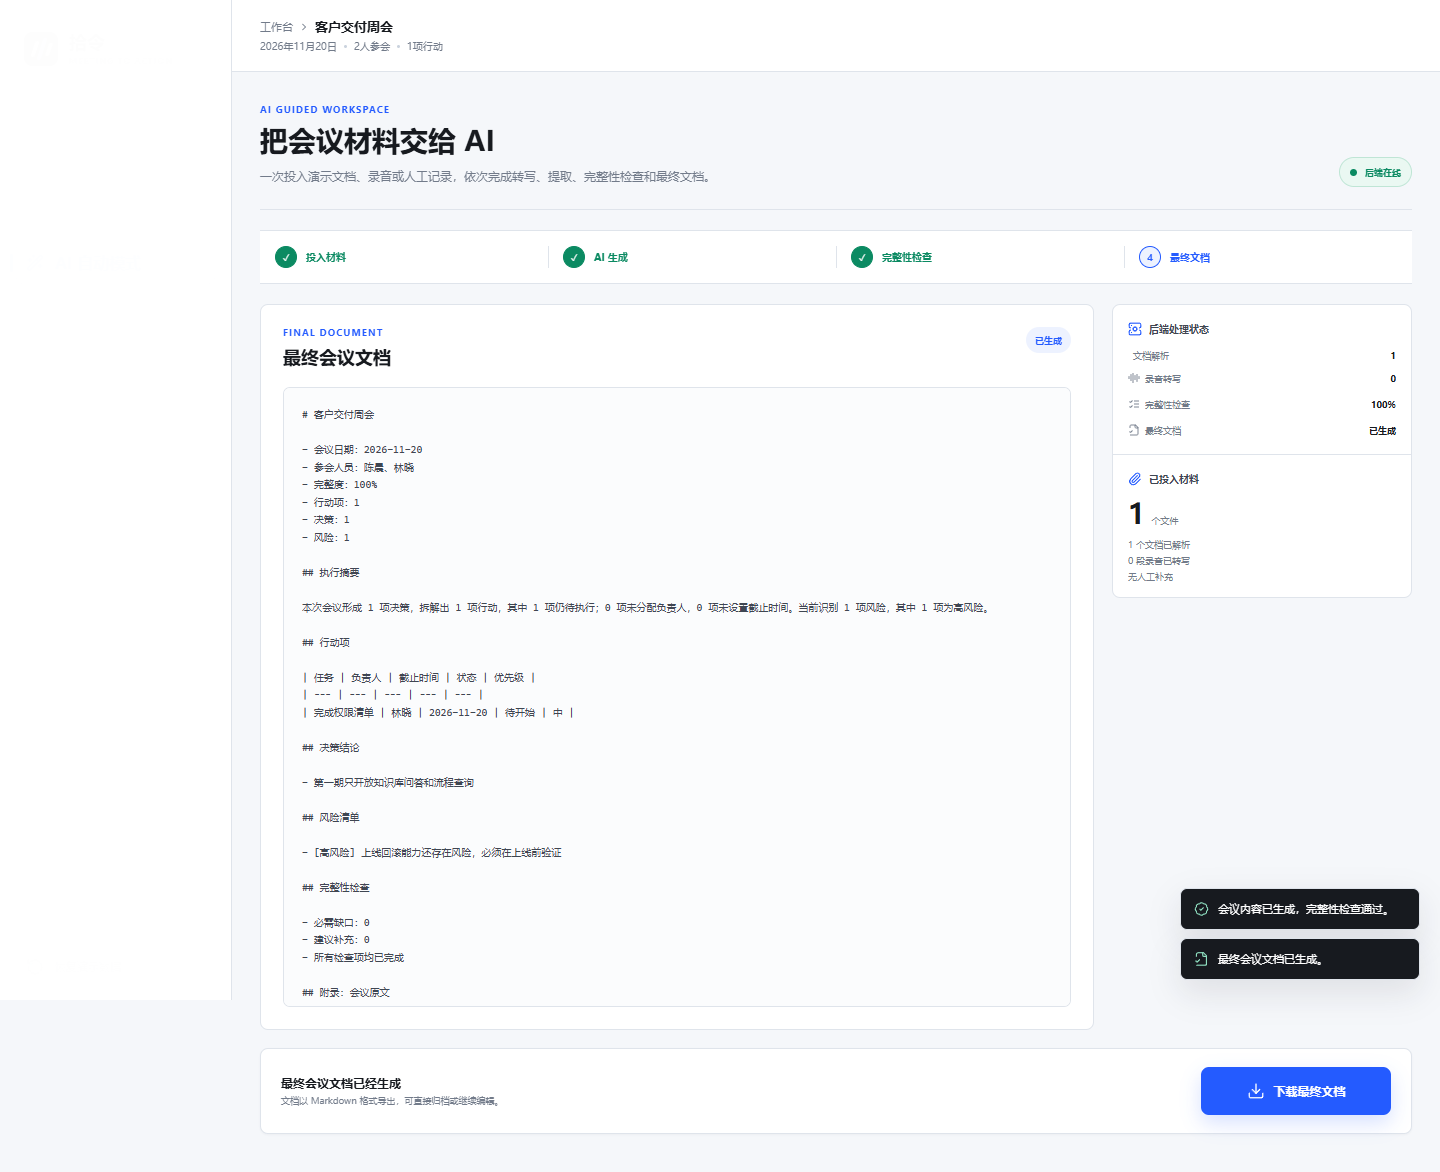 工作台 > 客户交付周会
2026年11月20日 • 2人参会 • 1项行动
AI GUIDED WORKSPACE
把会议材料交给 AI
一次投入演示文档、录音或人工记录，依次完成转写、提取、完整性检查和最终文档。
后端在线
投入材料
AI 生成
完整性检查
4 最终文档
FINAL DOCUMENT
最终会议文档
已生成
# 客户交付周会
- 会议日期：2026-11-20
- 参会人员：陈晨、林晓
- 完整度：100%
- 行动项：1
- 决策：1
- 风险：1
## 执行摘要
本次会议形成 1 项决策，拆解出 1 项行动，其中 1 项仍待执行；0 项未分配负责人，0 项未设置截止时间。当前识别 1 项风险，其中 1 项为高风险。
## 行动项
| 任务 | 负责人 | 截止时间 | 状态 | 优先级 |
| --- | --- | --- | --- | --- |
| 完成权限清单 | 林晓 | 2026-11-20 | 待开始 | 中 |
## 决策结论
- 第一期只开放知识库问答和流程查询
## 风险清单
- [高风险] 上线回滚能力还存在风险，必须在上线前验证
## 完整性检查
- 必需缺口：0
- 建议补充：0
- 所有检查项均已完成
## 附录：会议原文
后端处理状态
文档解析 1
录音转写 0
完整性检查 100%
最终文档 已生成
已投入材料
1 个文件
1 个文档已解析
0 段录音已转写
无人工补充
会议内容已生成，完整性检查通过。
最终会议文档已生成。
最终会议文档已经生成
文档以 Markdown 格式导出，可直接归档或继续编辑。
下载最终文档